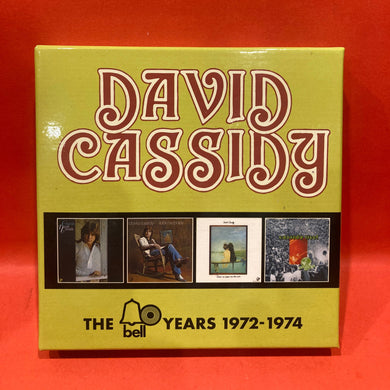 DAVID
CASSIDY
THE bell YEARS 1972-1974